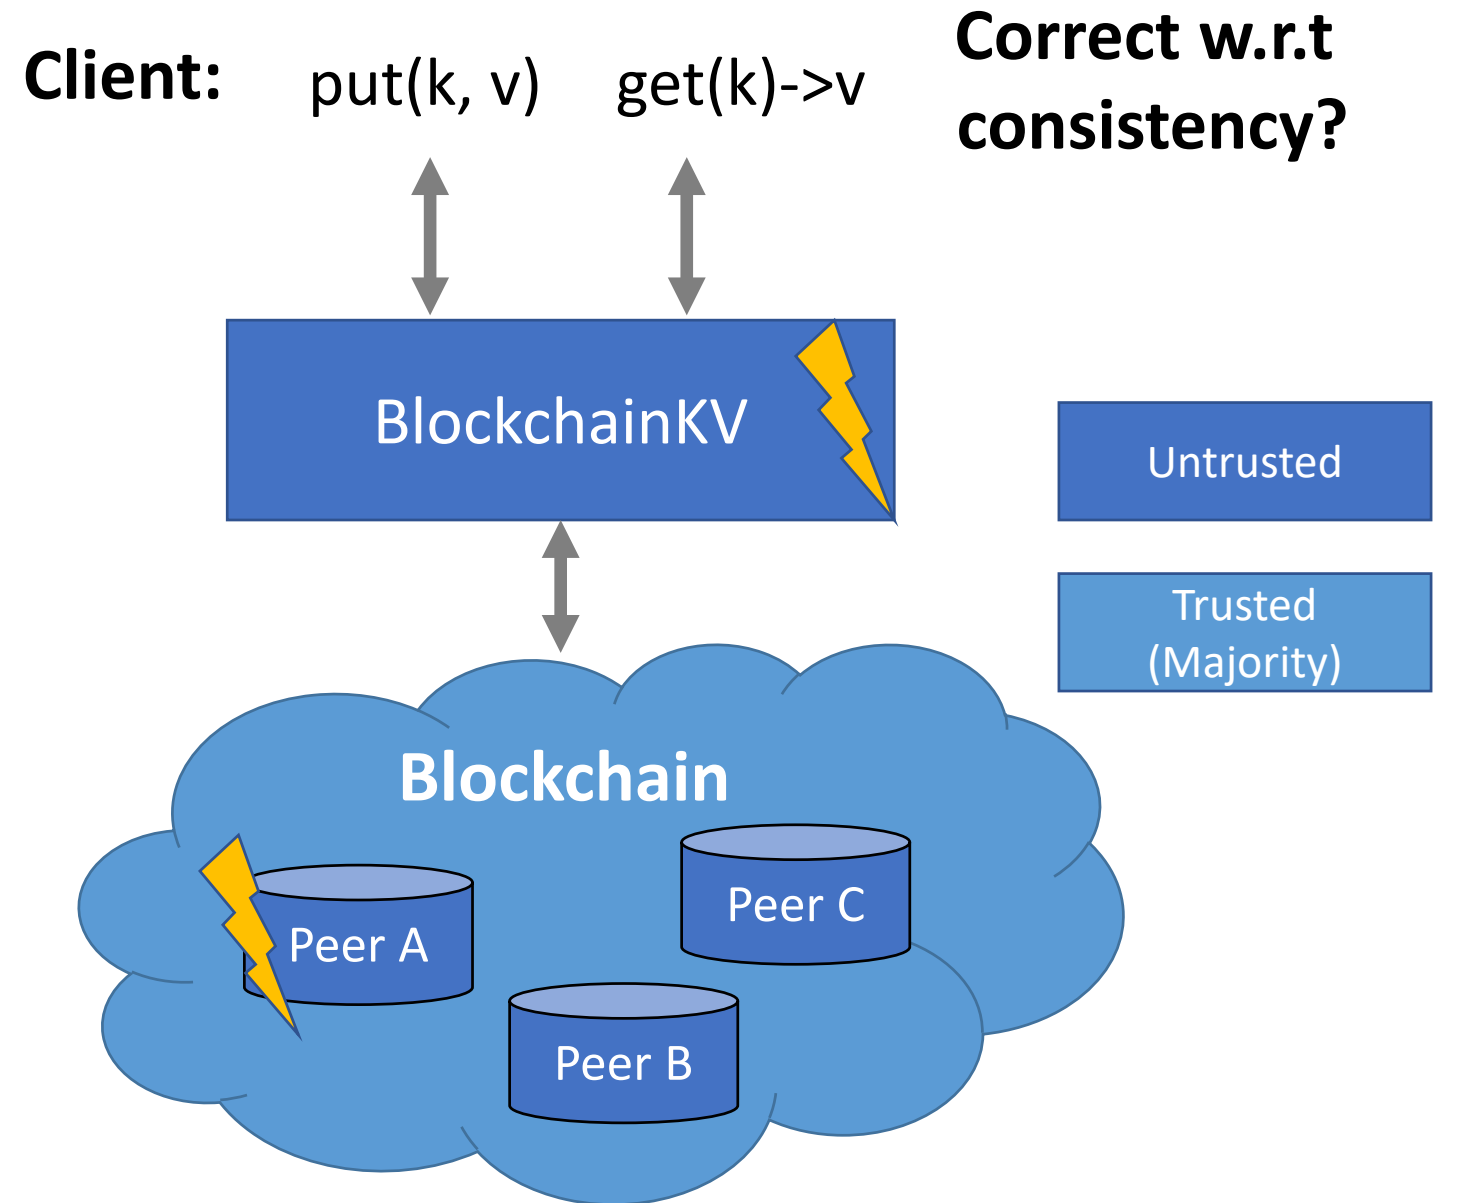 Client:
put(k, v)
get(k)->v
Correct w.r.t
consistency?
BlockchainKV
Untrusted
Trusted
(Majority)
Blockchain
Peer A
Peer C
Peer B